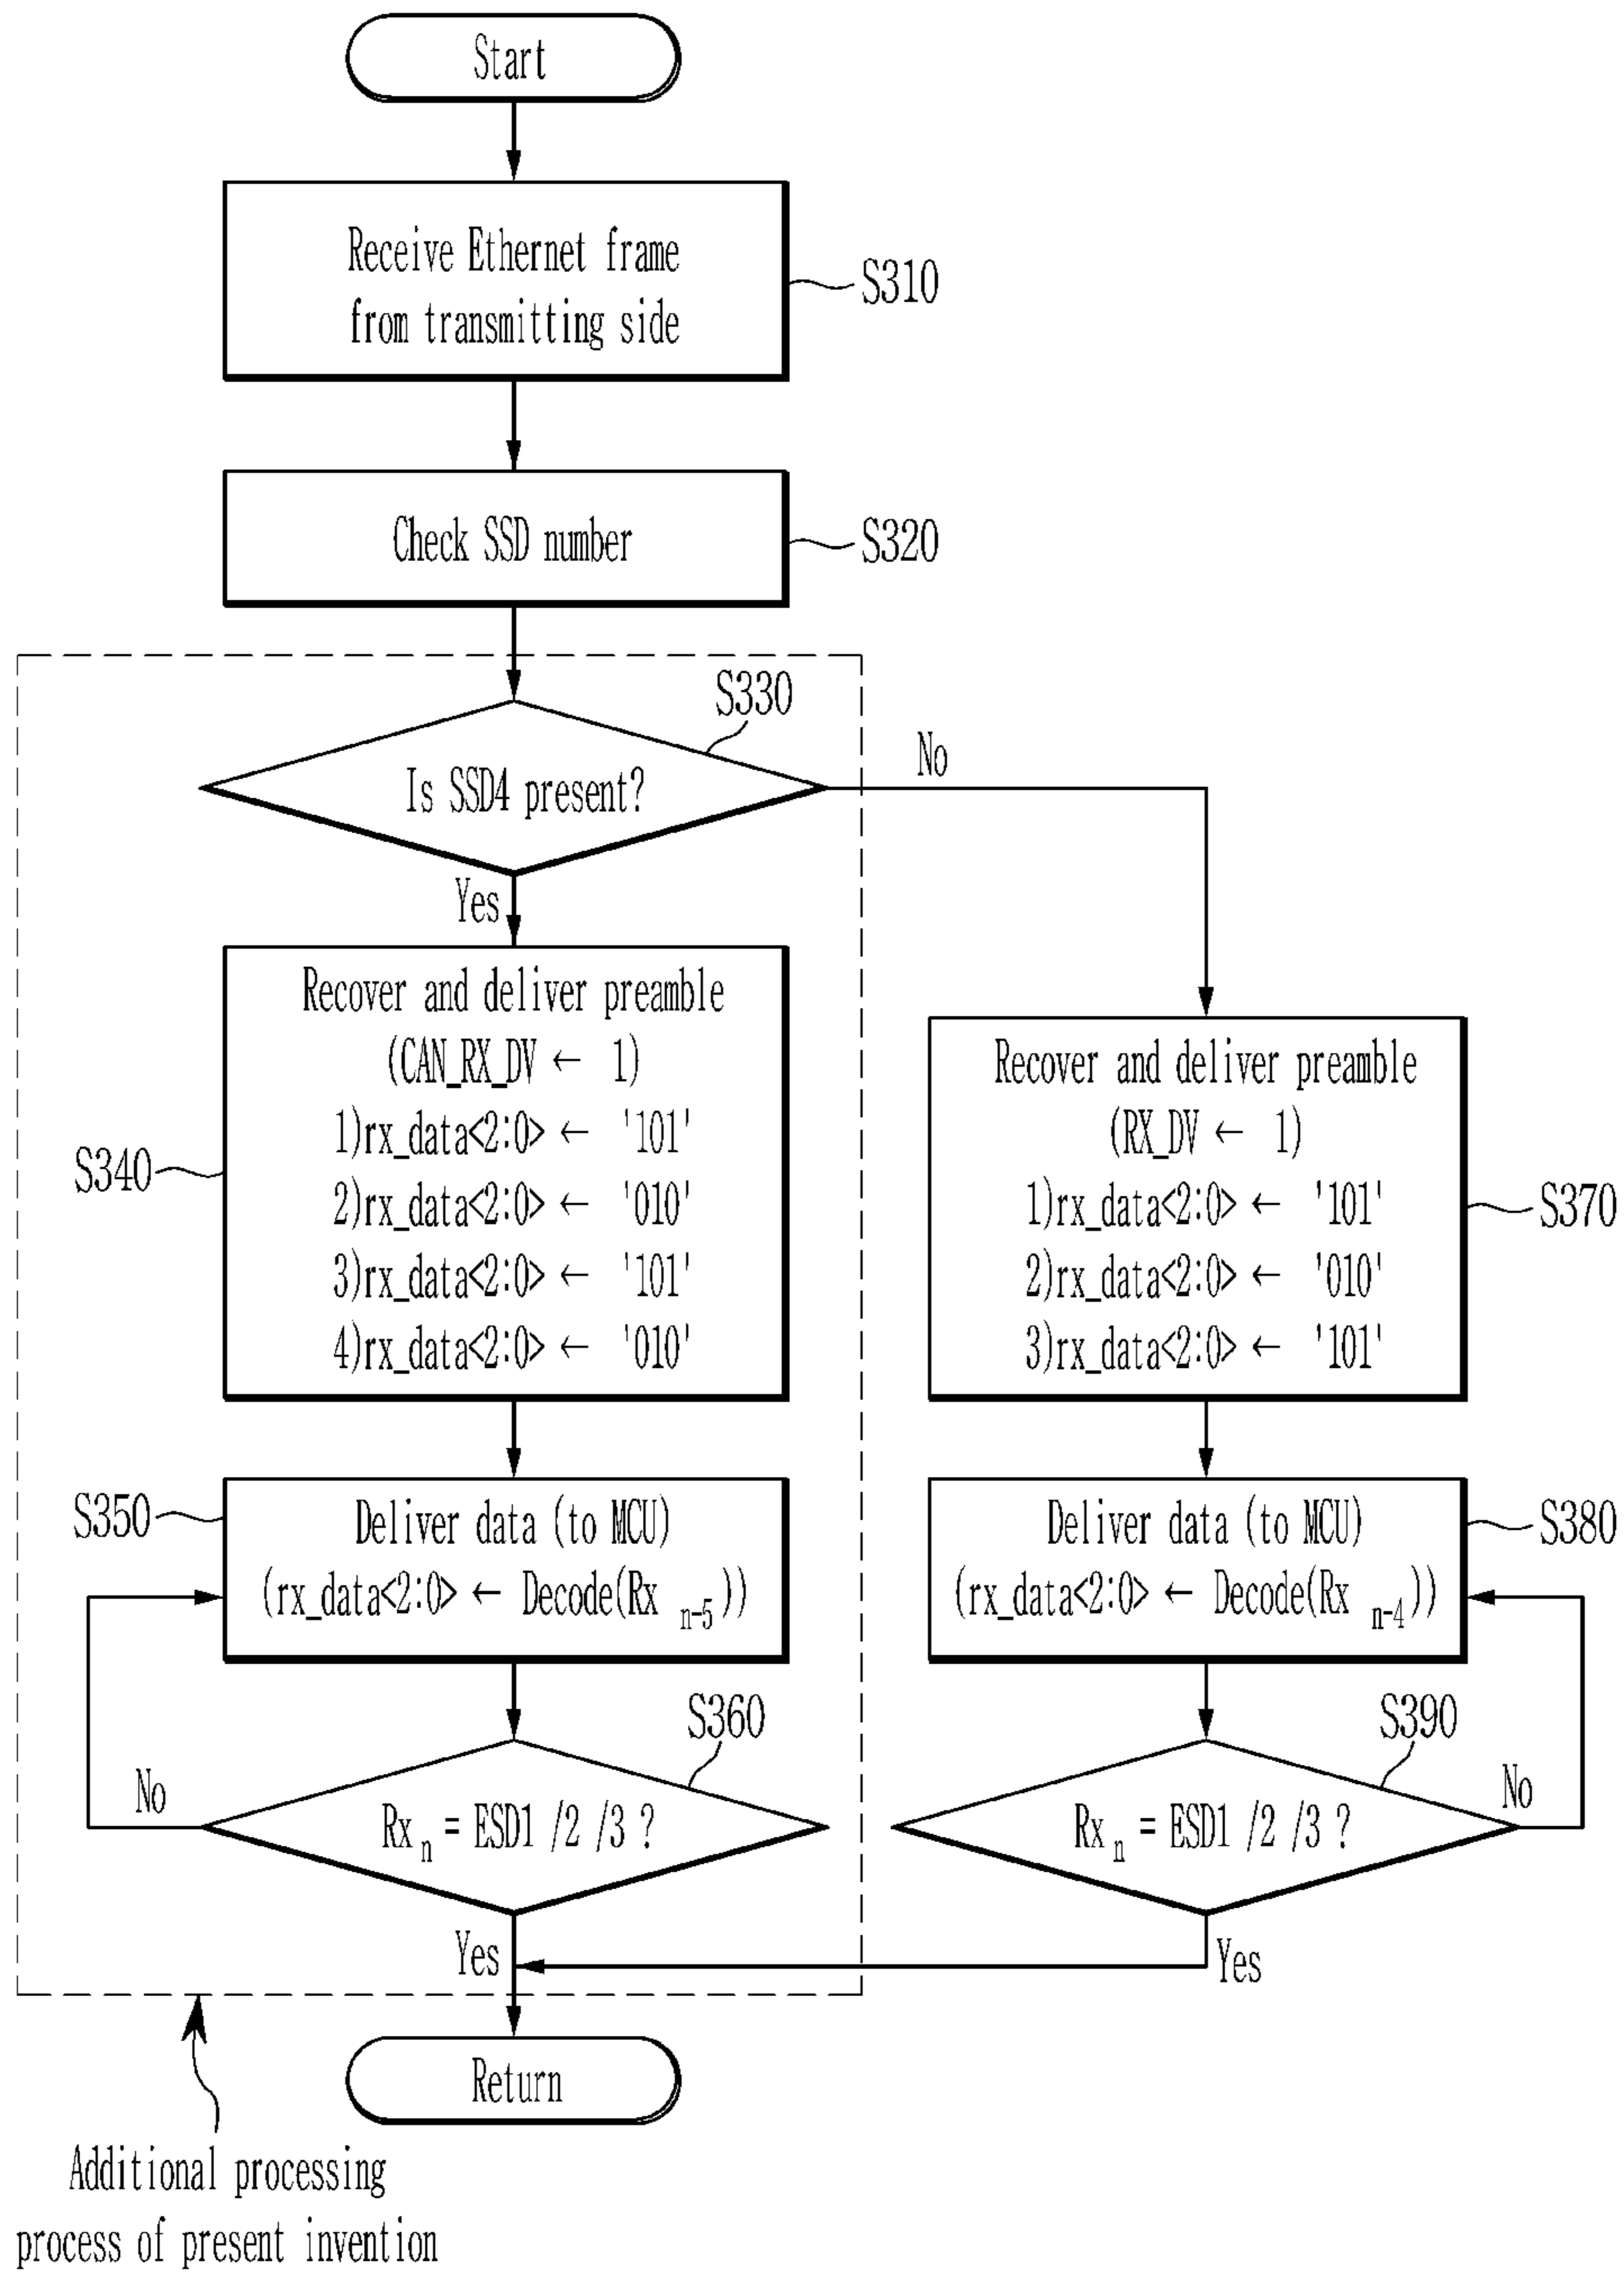 Start
Receive Ethernet frame
from transmitting side
S310
Check SSD number
S320
S330
Is SSD4 present?
No
Yes
Recover and deliver preamble
(CAN_RX_DV ← 1)
1)rx_data<2:0> ← '101'
2)rx_data<2:0> ← '010'
3)rx_data<2:0> ← '101'
4)rx_data<2:0> ← '010'
S340
Recover and deliver preamble
(RX_DV ← 1)
1)rx_data<2:0> ← '101'
2)rx_data<2:0> ← '010'
3)rx_data<2:0> ← '101'
S370
S350
Deliver data (to MCU)
(rx_data<2:0> ← Decode(Rx n-5))
Deliver data (to MCU)
(rx_data<2:0> ← Decode(Rx n-4))
S380
S360
No
Rx n = ESD1 /2 /3 ?
Yes
S390
Rx n = ESD1 /2 /3 ?
No
Yes
Return
Additional processing
process of present invention